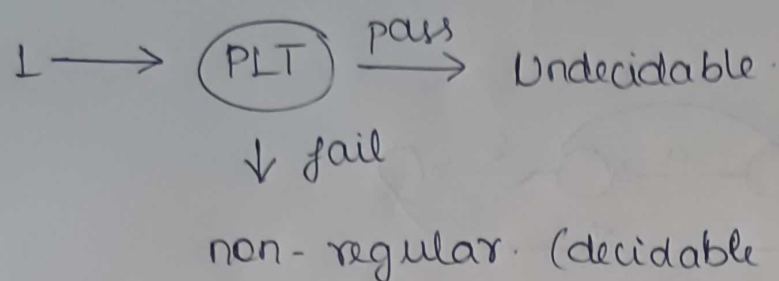 L → PLT pass → Undecidable.
↓ fail
non-regular. (decidable